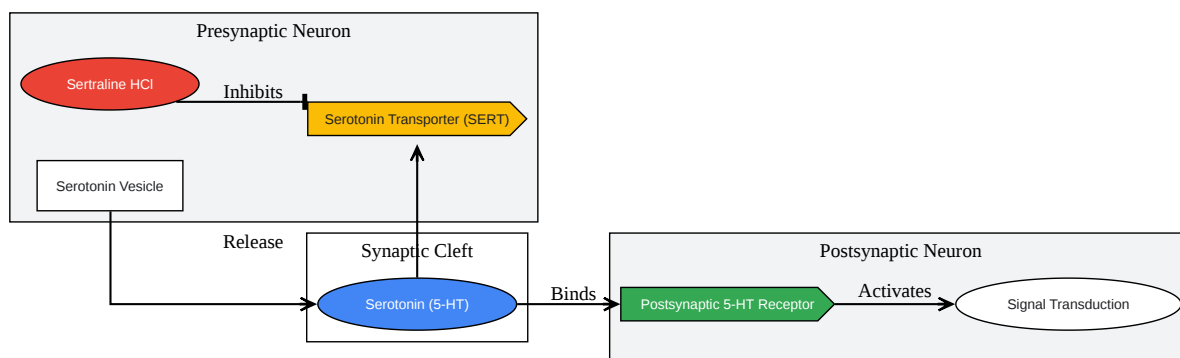 Presynaptic Neuron
Sertraline HCl
Inhibits
Serotonin Transporter (SERT)
Serotonin Vesicle
Release
Synaptic Cleft
Serotonin (5-HT)
Binds
Postsynaptic Neuron
Postsynaptic 5-HT Receptor
Activates
Signal Transduction